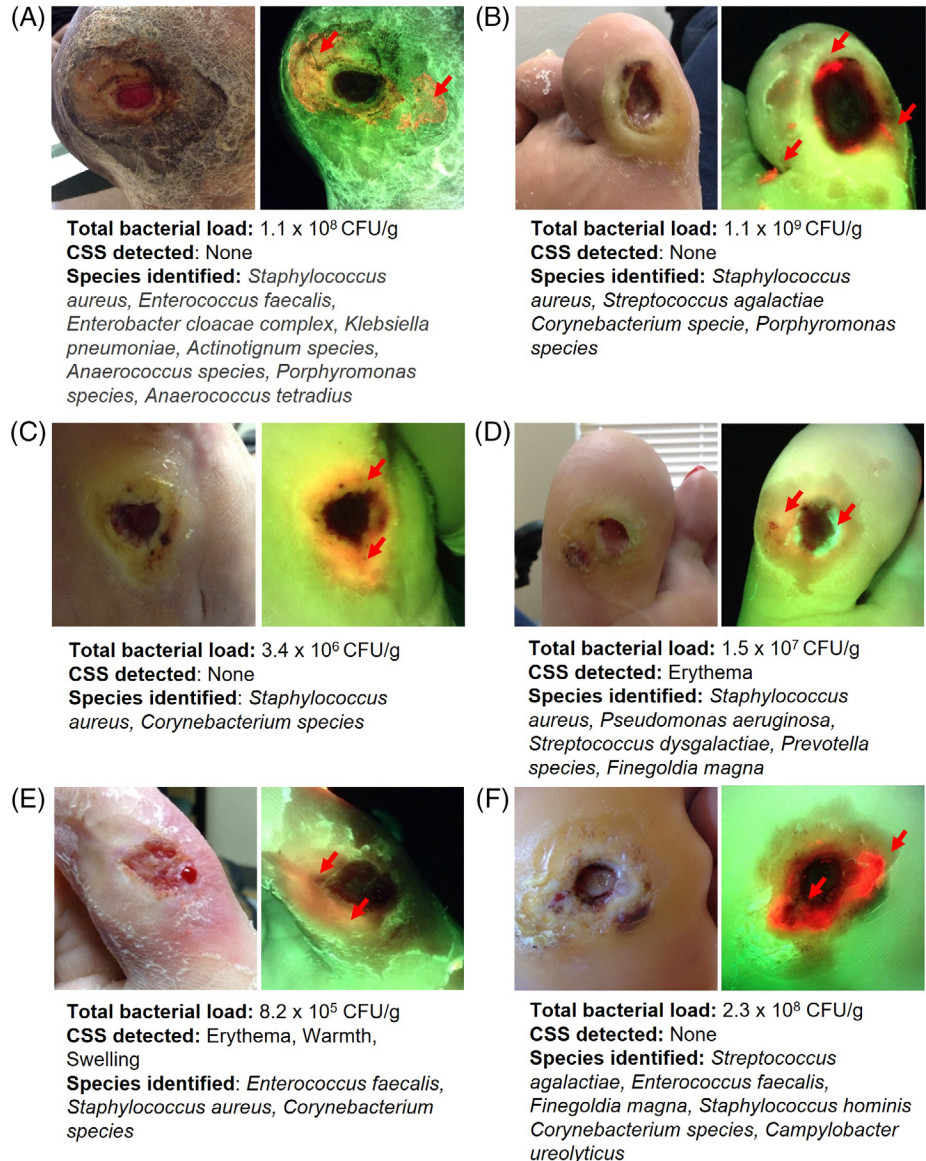 (A)
(B)
Total bacterial load: 1.1 x 10⁸ CFU/g
CSS detected: None
Species identified: Staphylococcus
aureus, Enterococcus faecalis,
Enterobacter cloacae complex, Klebsiella
pneumoniae, Actinotignum species,
Anaerococcus species, Porphyromonas
species, Anaerococcus tetradius
Total bacterial load: 1.1 x 10⁹ CFU/g
CSS detected: None
Species identified: Staphylococcus
aureus, Streptococcus agalactiae
Corynebacterium specie, Porphyromonas
species
(C)
(D)
Total bacterial load: 3.4 x 10⁶ CFU/g
CSS detected: None
Species identified: Staphylococcus
aureus, Corynebacterium species
Total bacterial load: 1.5 x 10⁷ CFU/g
CSS detected: Erythema
Species identified: Staphylococcus
aureus, Pseudomonas aeruginosa,
Streptococcus dysgalactiae, Prevotella
species, Finegoldia magna
(E)
(F)
Total bacterial load: 8.2 x 10⁵ CFU/g
CSS detected: Erythema, Warmth,
Swelling
Species identified: Enterococcus faecalis,
Staphylococcus aureus, Corynebacterium
species
Total bacterial load: 2.3 x 10⁸ CFU/g
CSS detected: None
Species identified: Streptococcus
agalactiae, Enterococcus faecalis,
Finegoldia magna, Staphylococcus hominis
Corynebacterium species, Campylobacter
ureolyticus